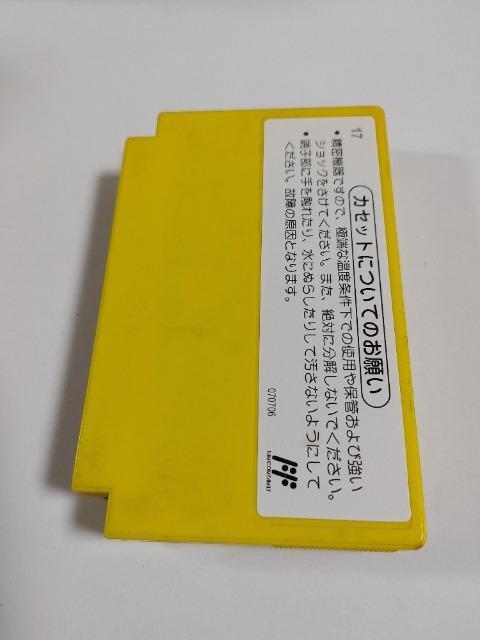 17
カセットについてのお願い
● 精密機器ですので、極端な温度条件下での使用や保管および強い
ショックをさけてください。また、絶対に分解しないでください。
● 端子部に手を触れたり、水にぬらしたりして汚さないようにして
ください。故障の原因となります。
070706
FAMICOM FAMILY